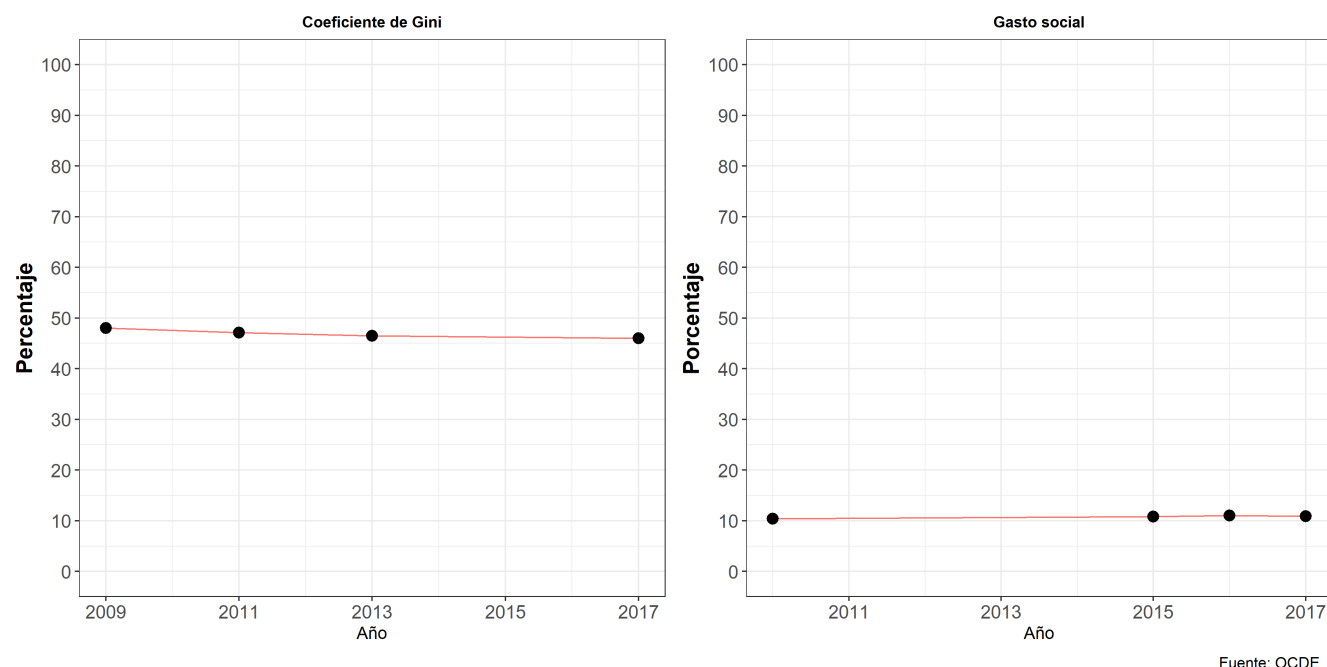 Coeficiente de Gini
Percentaje
100
90
80
70
60
50
40
30
20
10
0
2009 2011 2013 2015 2017
Año
Gasto social
Porcentaje
100
90
80
70
60
50
40
30
20
10
0
2011 2013 2015 2017
Año
Fuente: OCDE